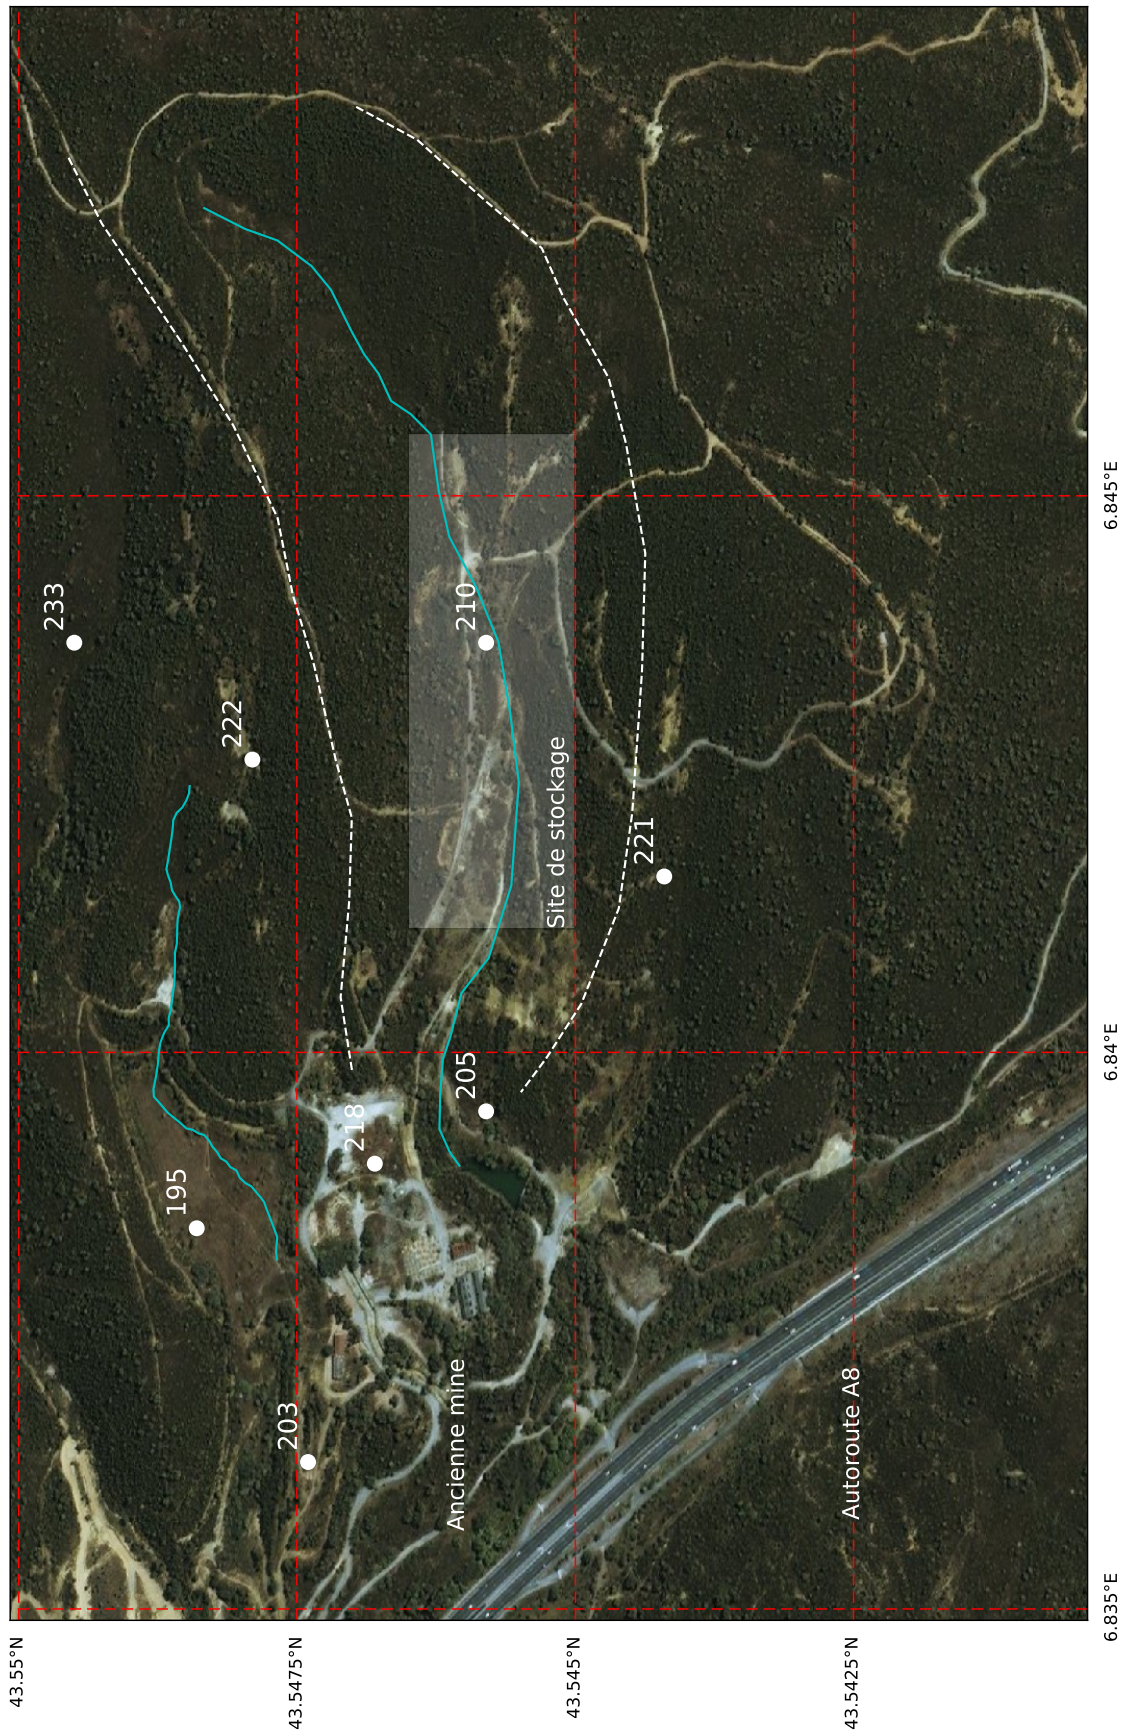 43.55°N
43.5475°N
43.545°N
43.5425°N
233
222
210
221
218
205
195
203
Site de stockage
Ancienne mine
Autoroute A8
6.835°E
6.84°E
6.845°E